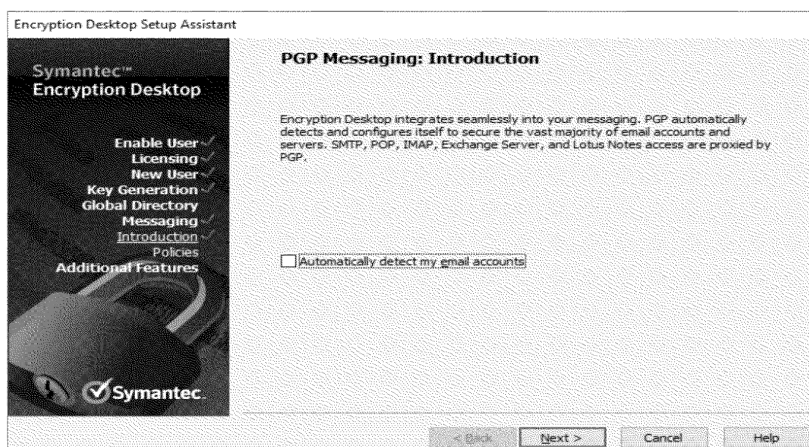 Encryption Desktop Setup Assistant
Symantec™
Encryption Desktop
Enable User ✓
Licensing ✓
New User ✓
Key Generation ✓
Global Directory
Messaging ✓
Introduction ✓
Policies
Additional Features
Symantec.
PGP Messaging: Introduction
Encryption Desktop integrates seamlessly into your messaging. PGP automatically
detects and configures itself to secure the vast majority of email accounts and
servers. SMTP, POP, IMAP, Exchange Server, and Lotus Notes access are proxied by
PGP.
Automatically detect my email accounts
< Back
Next >
Cancel
Help